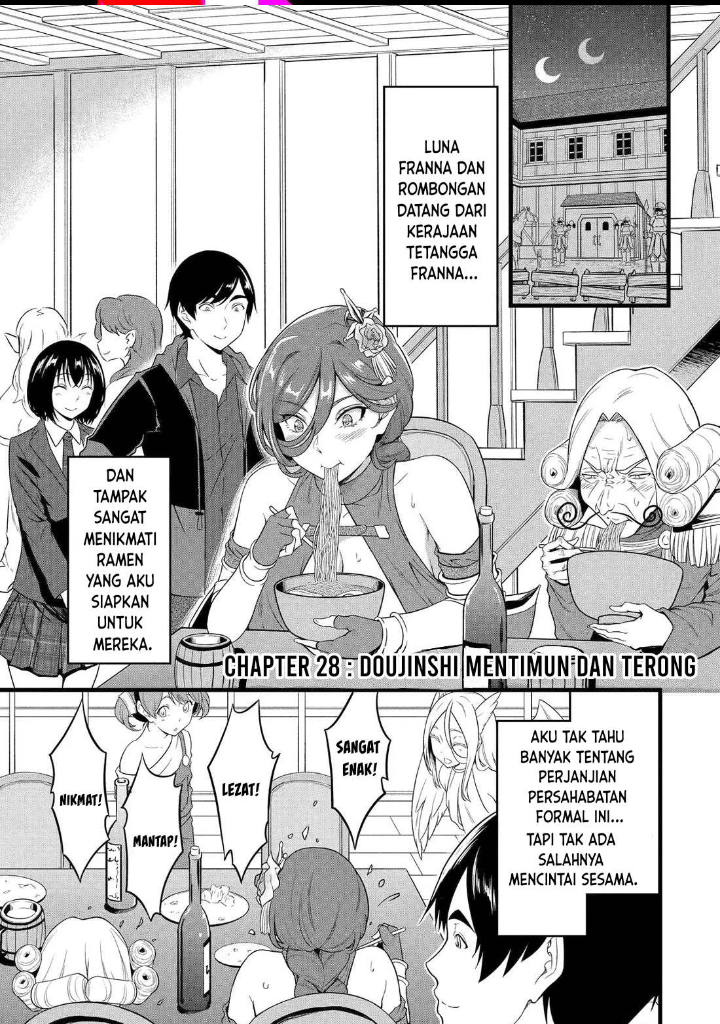 LUNA
FRANNA DAN
ROMBONGAN
DATANG DARI
KERAJAAN
TETANGGA
FRANNA...
DAN
TAMPAK
SANGAT
MENIKMATI
RAMEN
YANG AKU
SIAPKAN
UNTUK
MEREKA.
CHAPTER 28 : DOUJINSHI MENTIMUN DAN TERONG
SANGAT
ENAK!
LEZAT!
MANTAP!
NIKMAT!
AKU TAK TAHU
BANYAK TENTANG
PERJANJIAN
PERSAHABATAN
FORMAL INI...
TAPI TAK ADA
SALAHNYA
MENCINTAI SESAMA.